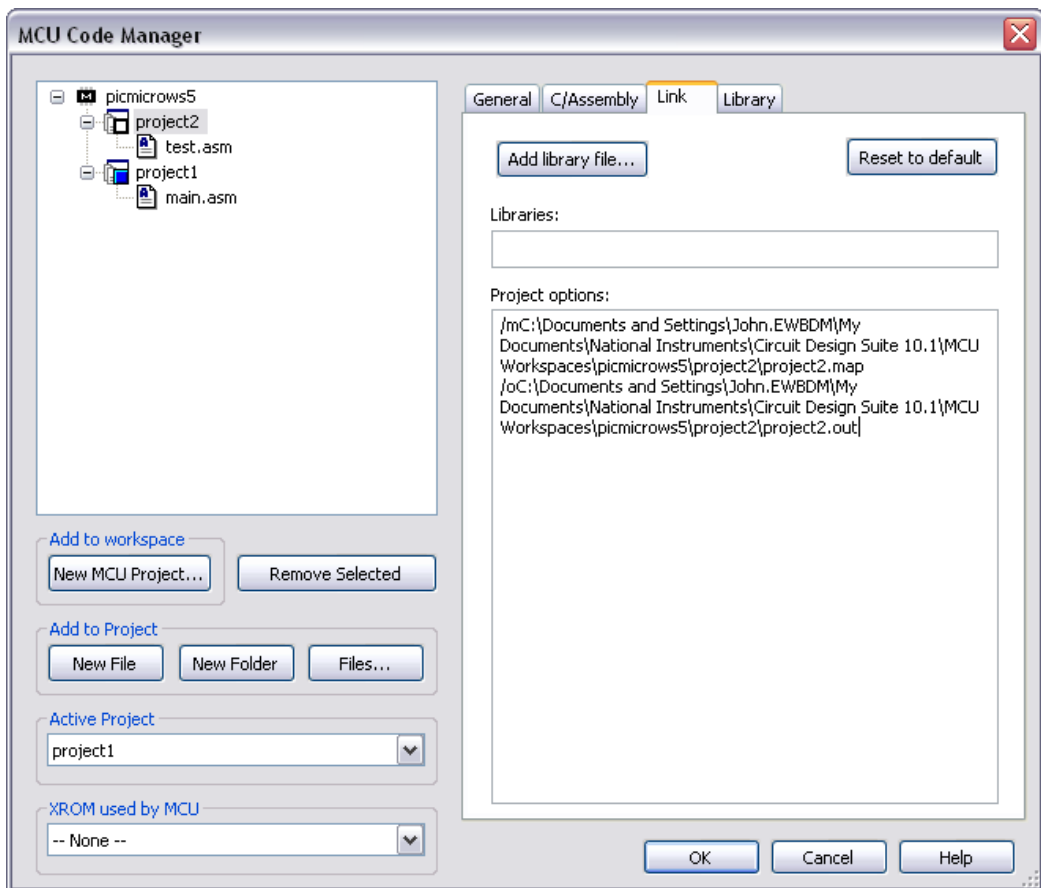 MCU Code Manager
picmicrows5
project2
test.asm
project1
main.asm
Add to workspace
New MCU Project...
Remove Selected
Add to Project
New File
New Folder
Files...
Active Project
project1
XROM used by MCU
-- None --
General
C/Assembly
Link
Library
Add library file...
Reset to default
Libraries:
Project options:
/mC:\Documents and Settings\John.EWBDM\My
Documents\National Instruments\Circuit Design Suite 10.1\MCU
Workspaces\picmicrows5\project2\project2.map
/oC:\Documents and Settings\John.EWBDM\My
Documents\National Instruments\Circuit Design Suite 10.1\MCU
Workspaces\picmicrows5\project2\project2.out
OK
Cancel
Help